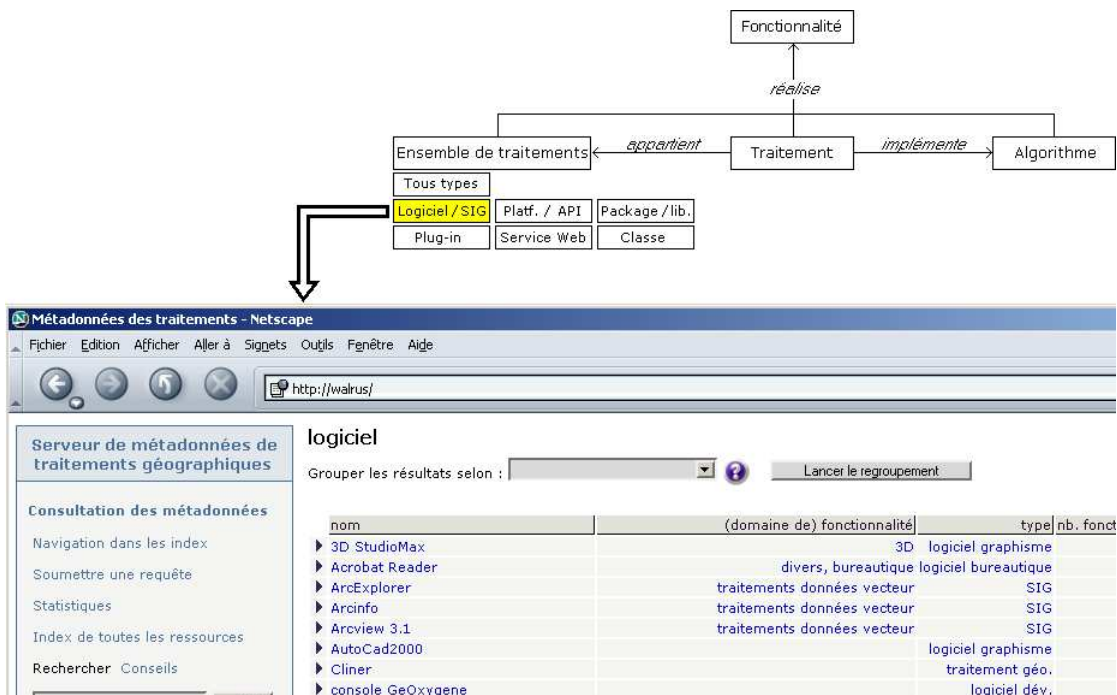 Fonctionnalité
réalise
Ensemble de traitements appartient Traitement implémente Algorithme
Tous types
Logiciel / SIG Platf. / API Package / lib.
Plug-in Service Web Classe
Métadonnées des traitements - Netscape
Fichier Edition Afficher Aller à Signets Outils Fenêtre Aide
http://walrus/
Serveur de métadonnées de
traitements géographiques
Consultation des métadonnées
Navigation dans les index
Soumettre une requête
Statistiques
Index de toutes les ressources
Rechercher Conseils
logiciel
Grouper les résultats selon : Lancer le regroupement
nom (domaine de) fonctionnalité type nb. fonct
3D StudioMax 3D logiciel graphisme
Acrobat Reader divers, bureautique logiciel bureautique
ArcExplorer traitements données vecteur SIG
Arcinfo traitements données vecteur SIG
Arcview 3.1 traitements données vecteur SIG
AutoCad2000 logiciel graphisme
Cliner traitement géo.
console GeOxygene logiciel dév.